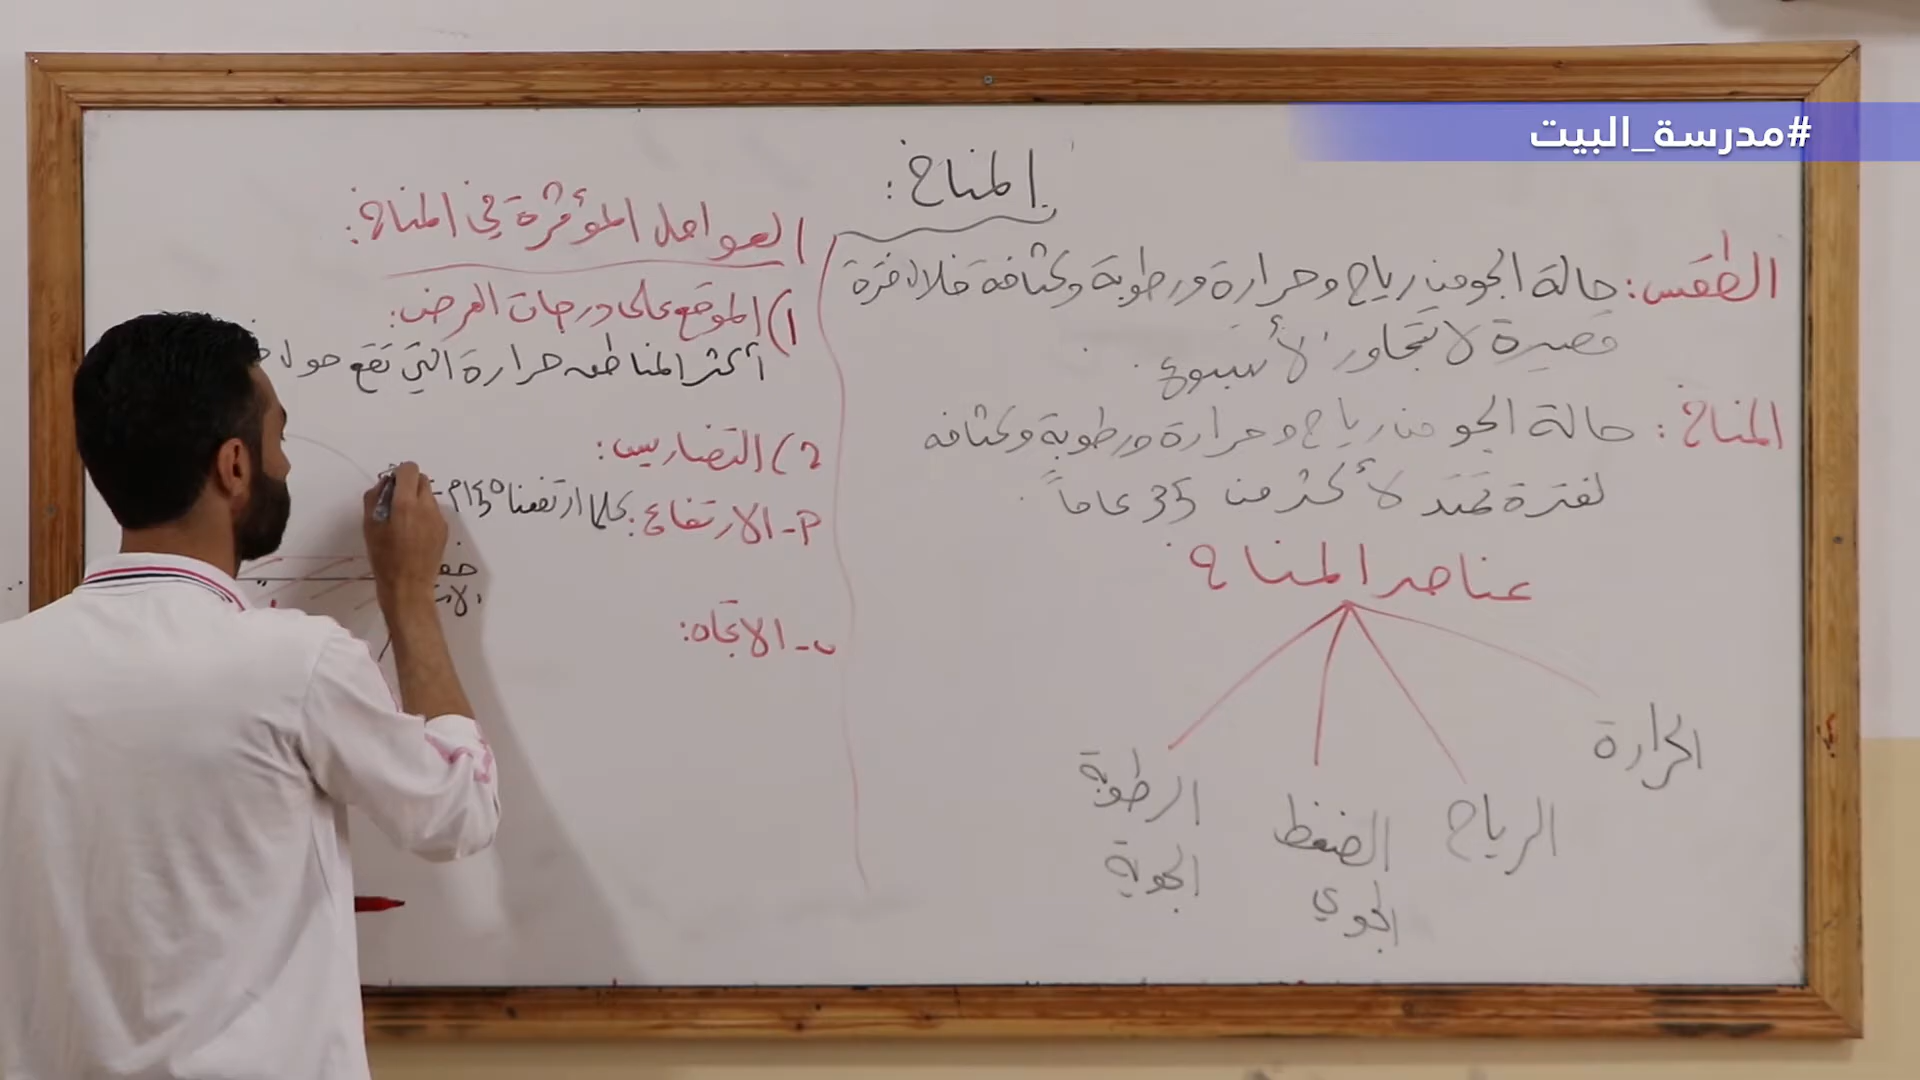 #مدرسة_البيت
المناخ:
الطقس: حالة الجو من رياح وحرارة ورطوبة وكثافة خلال فترة
قصيرة لا تتجاوز الأسبوع.
المناخ: حالة الجو من رياح وحرارة ورطوبة وكثافه
لفترة تمتد لأكثر من 35 عاماً.
عناصر المناخ
الحرارة
الرياح
الضغط
الجوي
الرطوبة
الجوية
العوامل المؤثرة في المناخ:
1) الموقع على درجات العرض:
أكثر المناطق حرارة التي تقع حول
2) التضاريس:
أ- الارتفاع: كلما ارتفعنا 150م
ب- الاتجاه: